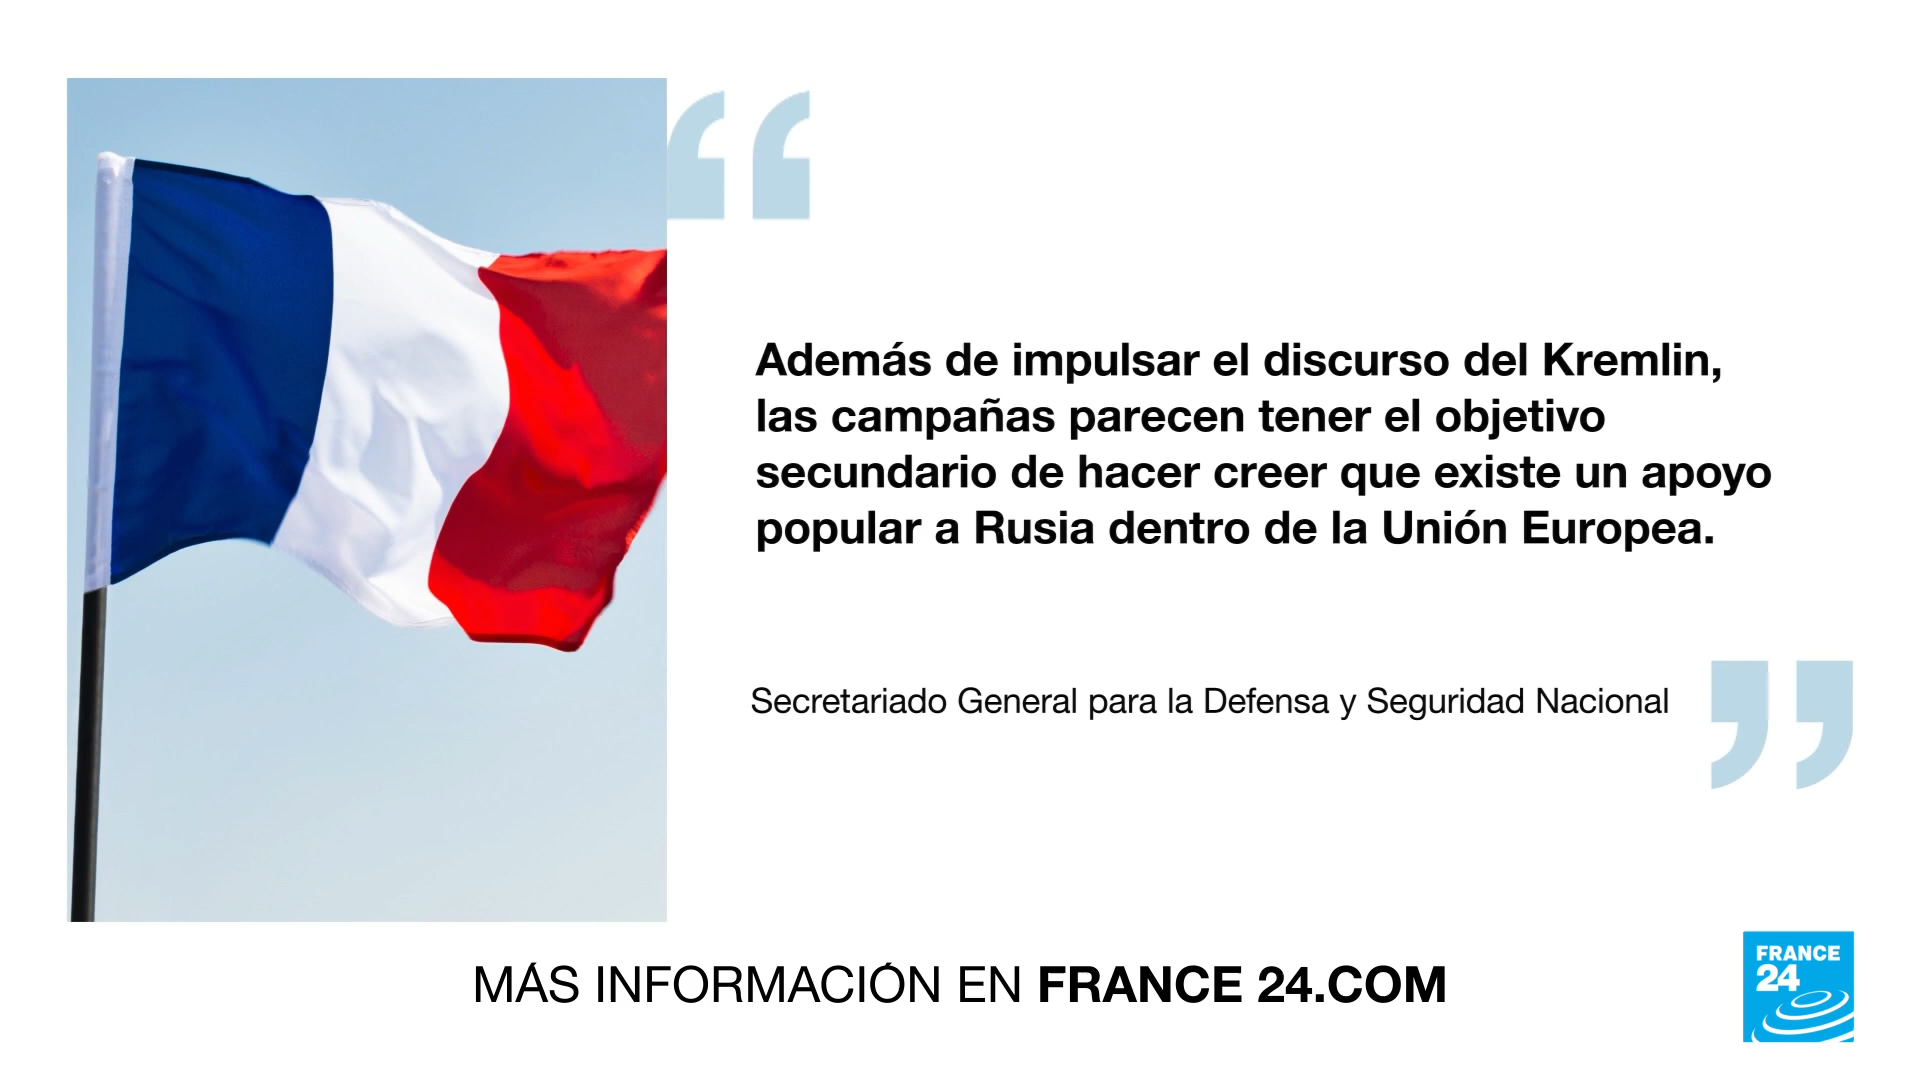 Además de impulsar el discurso del Kremlin,
las campañas parecen tener el objetivo
secundario de hacer creer que existe un apoyo
popular a Rusia dentro de la Unión Europea.
Secretariado General para la Defensa y Seguridad Nacional
MÁS INFORMACIÓN EN FRANCE 24.COM
FRANCE
24